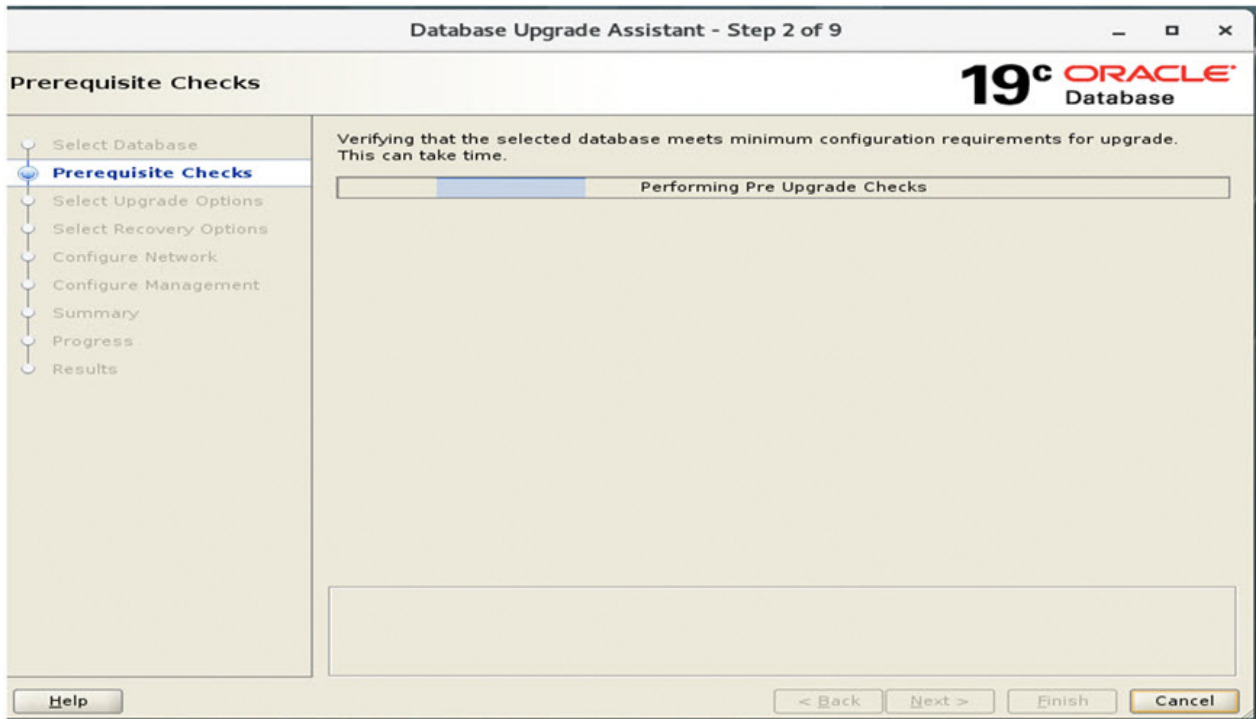 Database Upgrade Assistant - Step 2 of 9
Prerequisite Checks
19c ORACLE
Database
Select Database
Prerequisite Checks
Select Upgrade Options
Select Recovery Options
Configure Network
Configure Management
Summary
Progress
Results
Verifying that the selected database meets minimum configuration requirements for upgrade.
This can take time.
Performing Pre Upgrade Checks
Help
< Back
Next >
Finish
Cancel